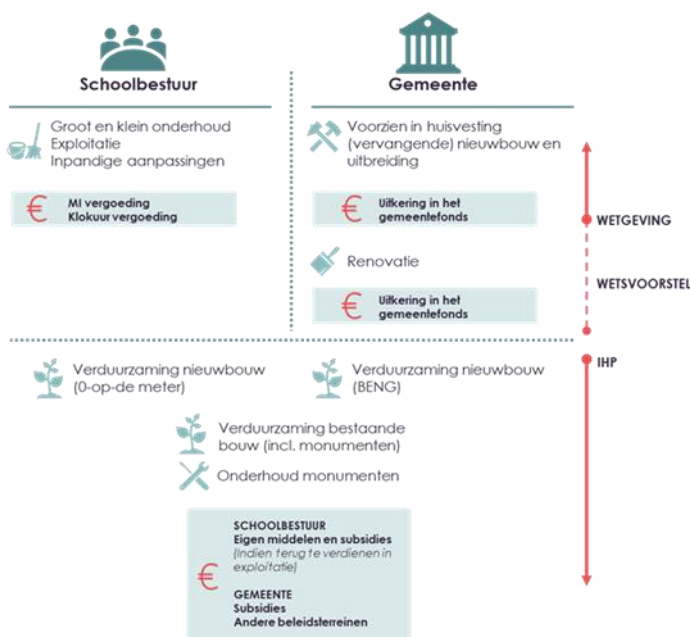 Schoolbestuur
Groot en klein onderhoud
Exploitatie
Inpandige aanpassingen
€
MI vergoeding
Klokuur vergoeding
Gemeente
Voorzien in huisvesting
(vervangende) nieuwbouw en
uitbreiding
€
Uitkering in het
gemeentefonds
Renovatie
€
Uitkering in het
gemeentefonds
WETGEVING
WETSVOORSTEL
IHP
Verduurzaming nieuwbouw
(0-op-de meter)
Verduurzaming nieuwbouw
(BENG)
Verduurzaming bestaande
bouw (incl. monumenten)
Onderhoud monumenten
€
SCHOOLBESTUUR
Eigen middelen en subsidies
(Indien terug te verdienen in
exploitatie)
GEMEENTE
Subsidies
Andere beleidsterreinen